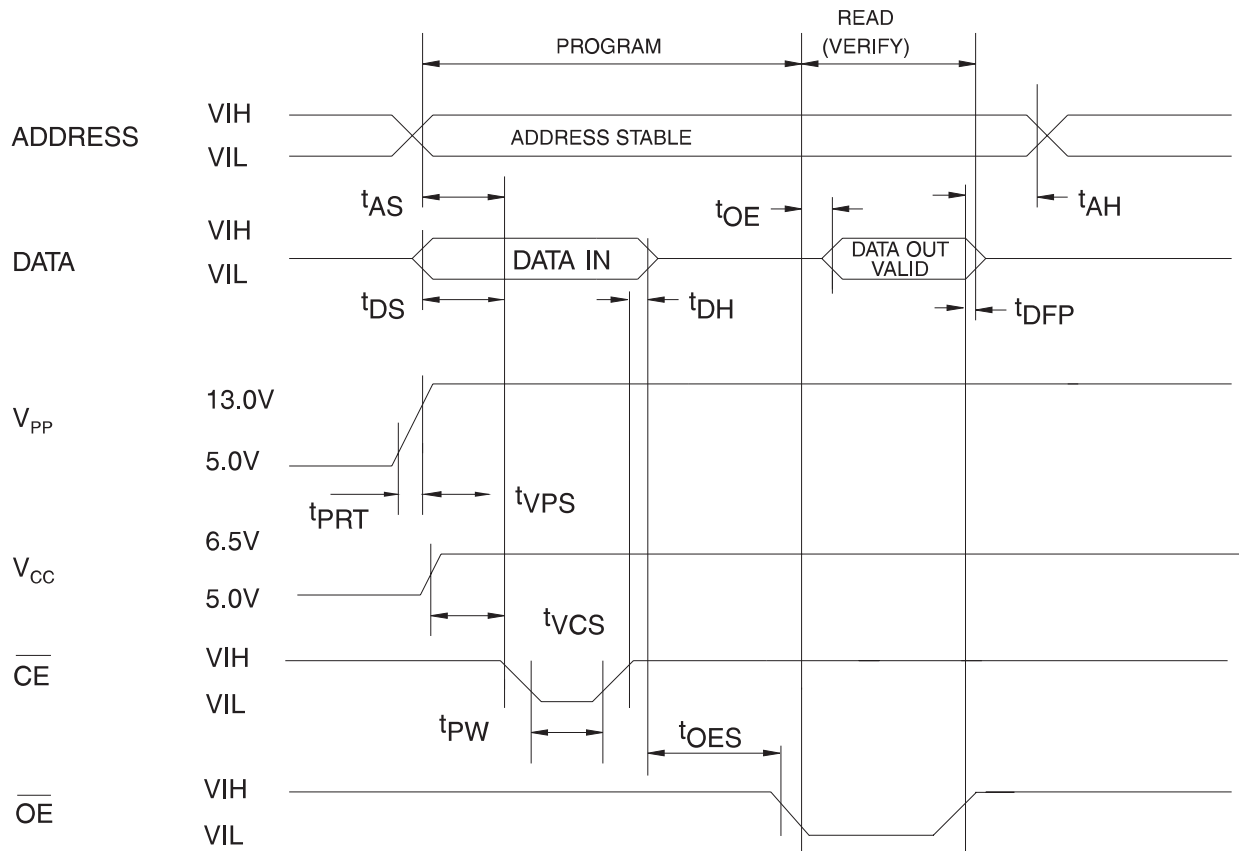 READ
PROGRAM (VERIFY)
VIH
ADDRESS ADDRESS STABLE
VIL
tAS tOE tAH
VIH
DATA DATA IN DATA OUT
VIL VALID
tDS tDH tDFP
13.0V
VPP
5.0V
tPRT tVPS
6.5V
VCC
5.0V
tVCS
VIH
CE
VIL
tPW tOES
VIH
OE
VIL